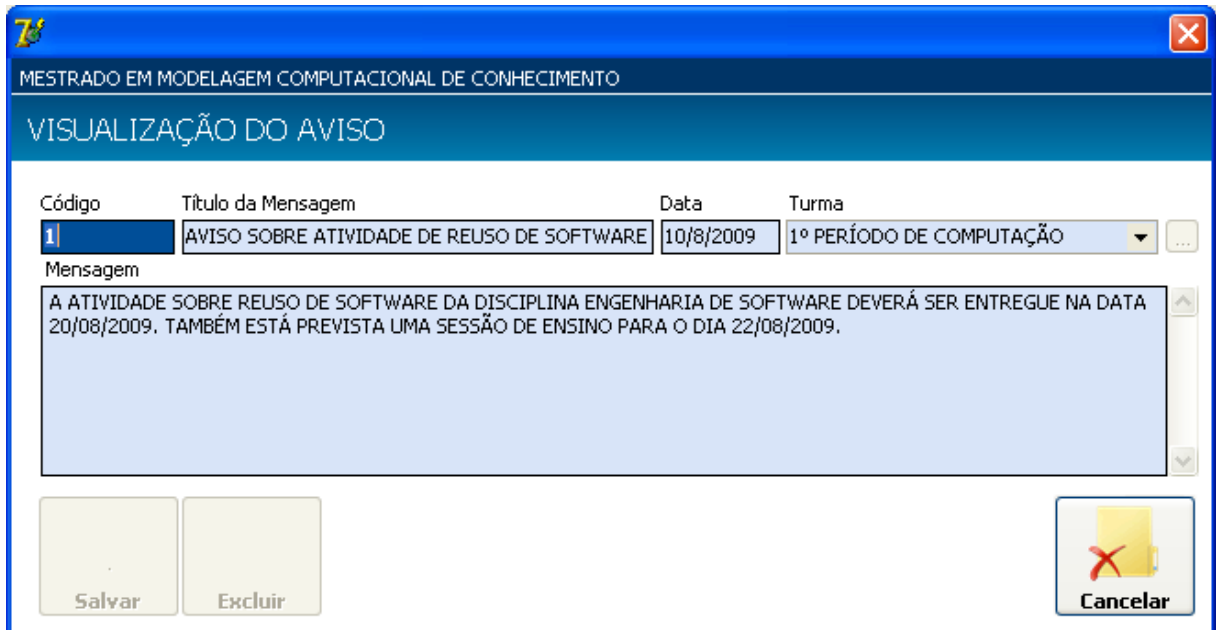 MESTRADO EM MODELAGEM COMPUTACIONAL DE CONHECIMENTO
VISUALIZAÇÃO DO AVISO
Código Título da Mensagem Data Turma
1 AVISO SOBRE ATIVIDADE DE REUSO DE SOFTWARE 10/8/2009 1º PERÍODO DE COMPUTAÇÃO ...
Mensagem
A ATIVIDADE SOBRE REUSO DE SOFTWARE DA DISCIPLINA ENGENHARIA DE SOFTWARE DEVERÁ SER ENTREGUE NA DATA
20/08/2009. TAMBÉM ESTÁ PREVISTA UMA SESSÃO DE ENSINO PARA O DIA 22/08/2009.
Salvar Excluir Cancelar